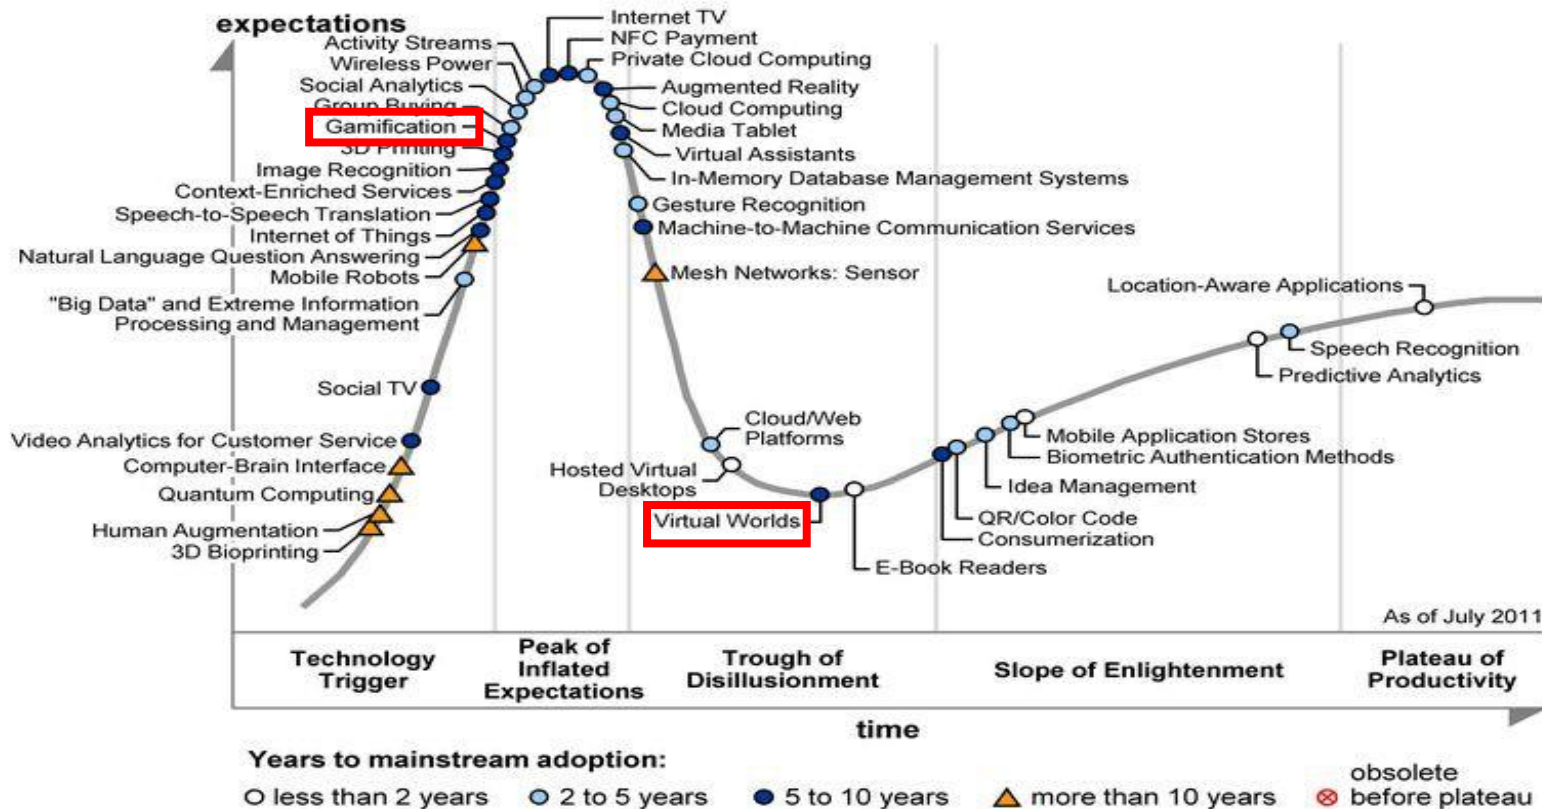 expectations
Activity Streams
Wireless Power
Social Analytics
Group Buying
Gamification
3D Printing
Image Recognition
Context-Enriched Services
Speech-to-Speech Translation
Internet of Things
Natural Language Question Answering
Mobile Robots
"Big Data" and Extreme Information
Processing and Management
Social TV
Video Analytics for Customer Service
Computer-Brain Interface
Quantum Computing
Human Augmentation
3D Bioprinting
Internet TV
NFC Payment
Private Cloud Computing
Augmented Reality
Cloud Computing
Media Tablet
Virtual Assistants
In-Memory Database Management Systems
Gesture Recognition
Machine-to-Machine Communication Services
Mesh Networks: Sensor
Cloud/Web
Platforms
Hosted Virtual
Desktops
Virtual Worlds
E-Book Readers
Consumerization
QR/Color Code
Idea Management
Biometric Authentication Methods
Mobile Application Stores
Predictive Analytics
Speech Recognition
Location-Aware Applications
As of July 2011
Technology
Trigger
Peak of
Inflated
Expectations
Trough of
Disillusionment
Slope of Enlightenment
Plateau of
Productivity
time
Years to mainstream adoption:
less than 2 years
2 to 5 years
5 to 10 years
more than 10 years
obsolete
before plateau